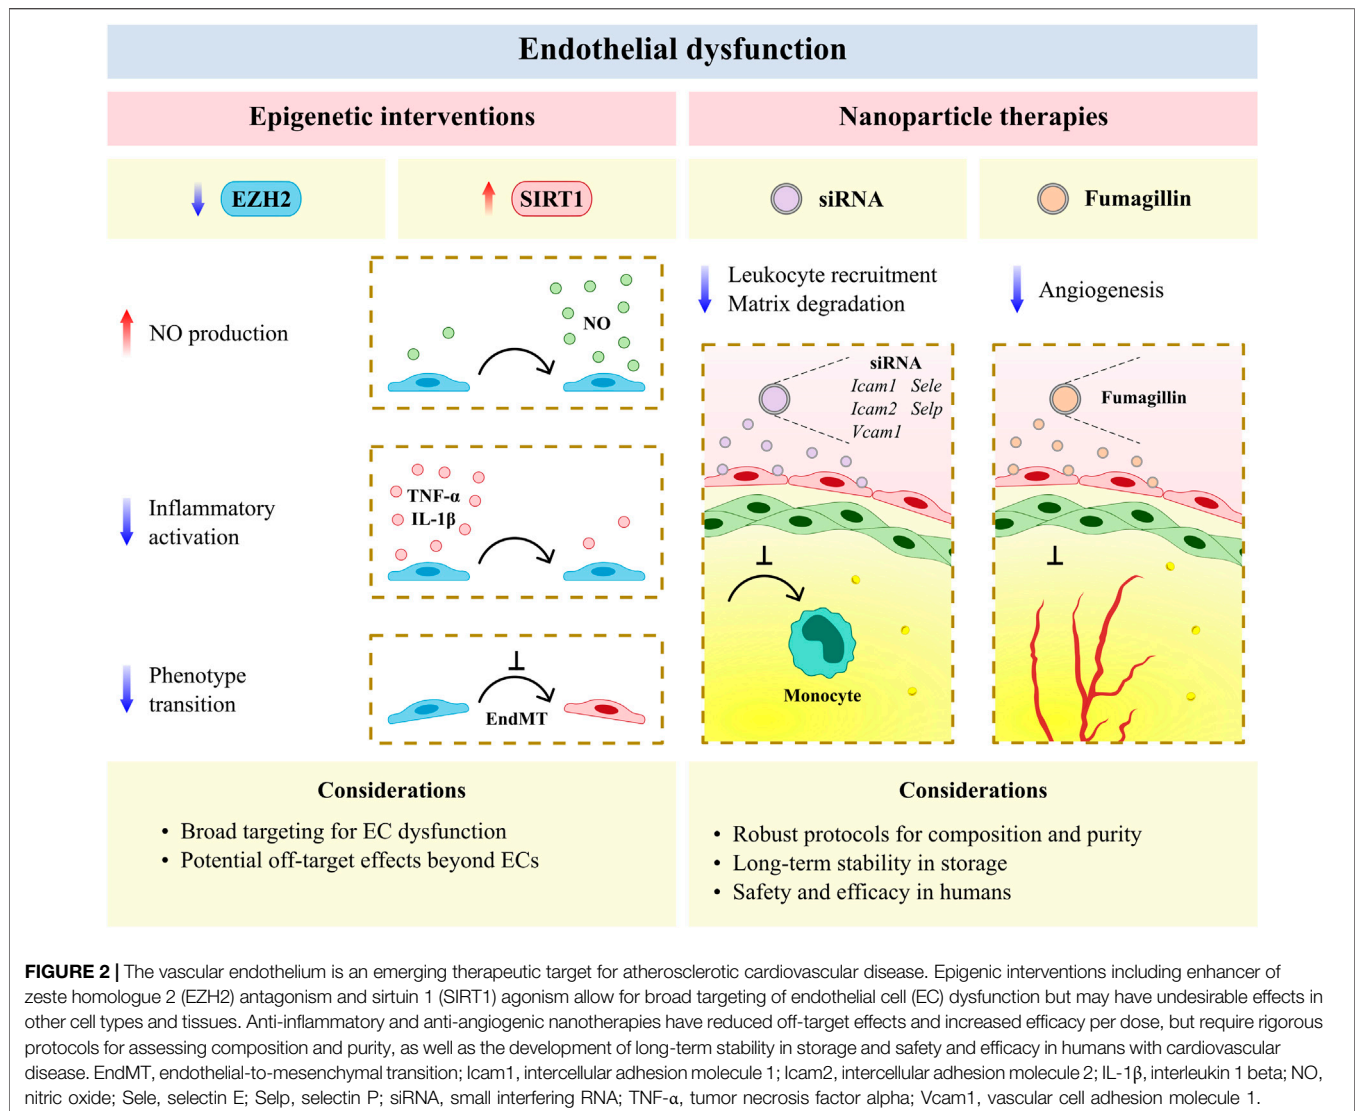 Endothelial dysfunction
Epigenetic interventions
Nanoparticle therapies
EZH2
SIRT1
siRNA
Fumagillin
NO production
NO
Inflammatory
activation
TNF-α
IL-1β
Phenotype
transition
EndMT
Leukocyte recruitment
Matrix degradation
siRNA
Icam1 Sele
Icam2 Selp
Vcam1
Monocyte
Angiogenesis
Fumagillin
Considerations
• Broad targeting for EC dysfunction
• Potential off-target effects beyond ECs
Considerations
• Robust protocols for composition and purity
• Long-term stability in storage
• Safety and efficacy in humans
FIGURE 2 | The vascular endothelium is an emerging therapeutic target for atherosclerotic cardiovascular disease. Epigenic interventions including enhancer of
zeste homologue 2 (EZH2) antagonism and sirtuin 1 (SIRT1) agonism allow for broad targeting of endothelial cell (EC) dysfunction but may have undesirable effects in
other cell types and tissues. Anti-inflammatory and anti-angiogenic nanotherapies have reduced off-target effects and increased efficacy per dose, but require rigorous
protocols for assessing composition and purity, as well as the development of long-term stability in storage and safety and efficacy in humans with cardiovascular
disease. EndMT, endothelial-to-mesenchymal transition; Icam1, intercellular adhesion molecule 1; Icam2, intercellular adhesion molecule 2; IL-1β, interleukin 1 beta; NO,
nitric oxide; Sele, selectin E; Selp, selectin P; siRNA, small interfering RNA; TNF-α, tumor necrosis factor alpha; Vcam1, vascular cell adhesion molecule 1.